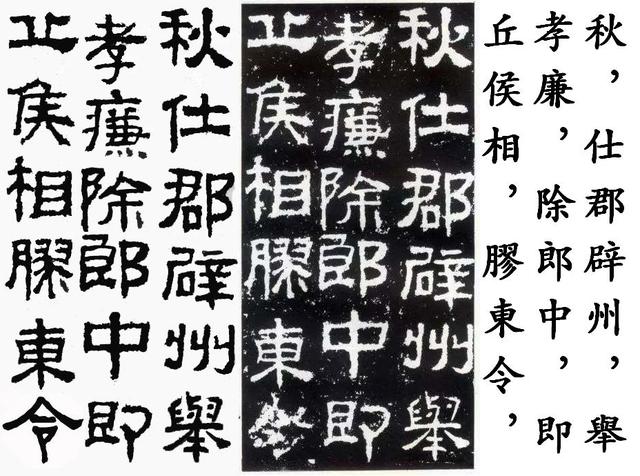 秋，仕郡辟州，舉
孝廉，除郎中，即
丘侯相，膠東令，
秋仕郡辟州舉
孝廉除郎中即
丘侯相膠東令
秋仕郡辟州舉
孝廉除郎中即
丘侯相膠東令